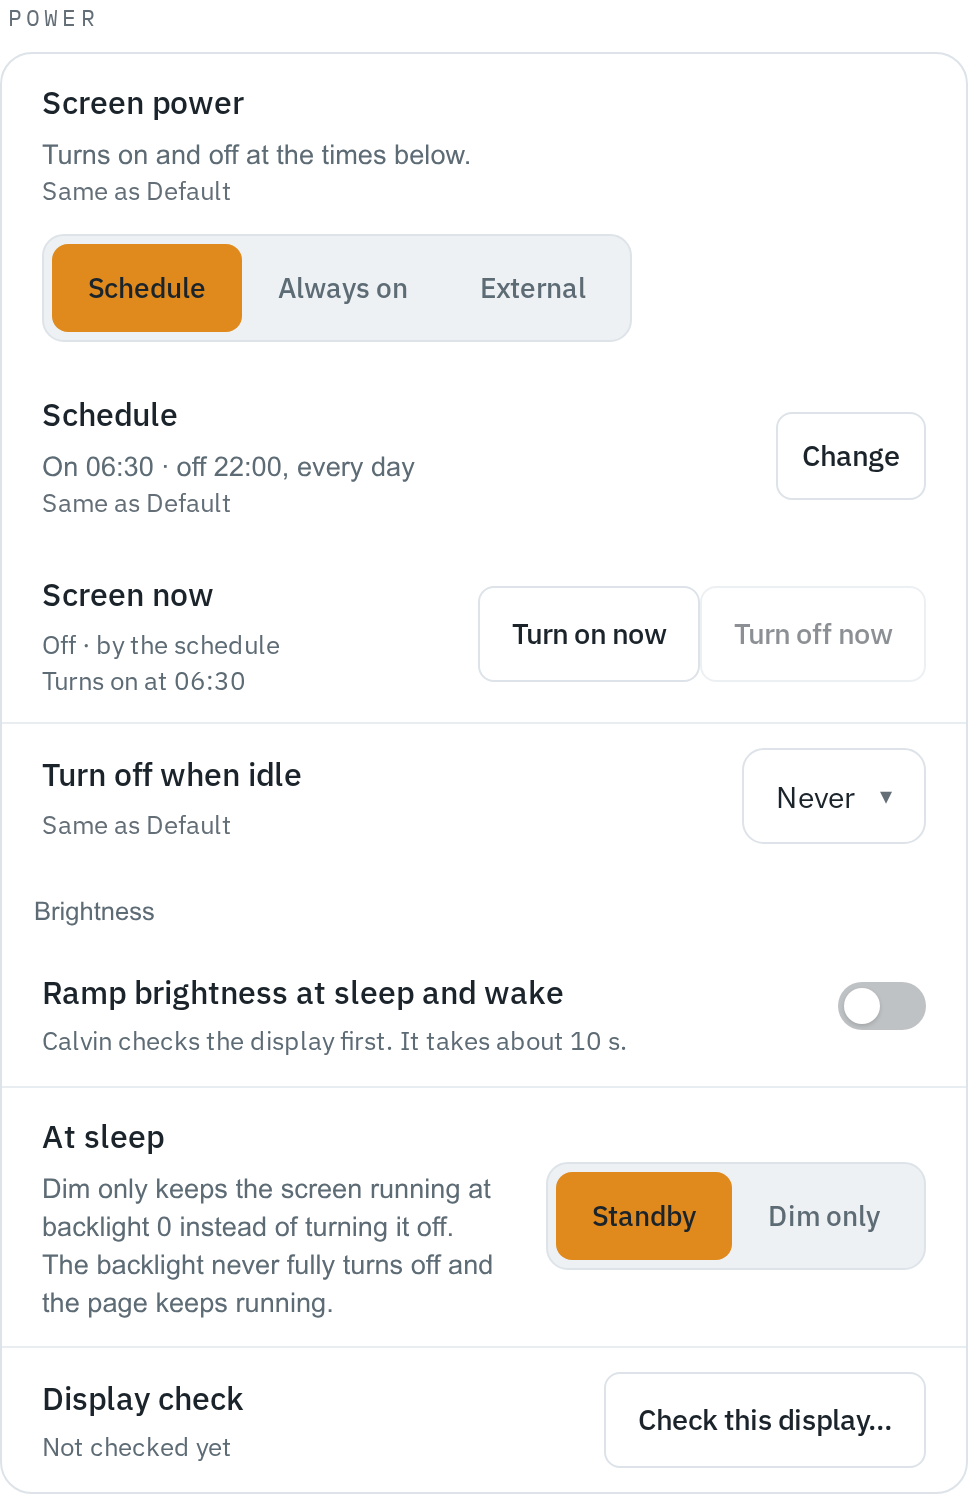 POWER
Screen power
Turns on and off at the times below.
Same as Default
Schedule
Always on
External
Schedule
On 06:30 · off 22:00, every day
Same as Default
Change
Screen now
Off · by the schedule
Turns on at 06:30
Turn on now
Turn off now
Turn off when idle
Same as Default
Never ▼
Brightness
Ramp brightness at sleep and wake
Calvin checks the display first. It takes about 10 s.
At sleep
Dim only keeps the screen running at
backlight 0 instead of turning it off.
The backlight never fully turns off and
the page keeps running.
Standby
Dim only
Display check
Not checked yet
Check this display...